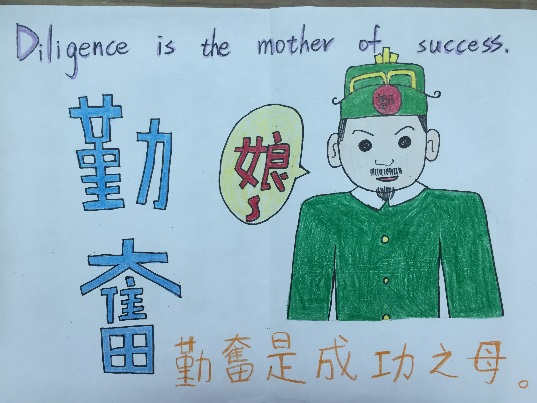 Diligence is the mother of success.
勤奮
娘
勤奮是成功之母。